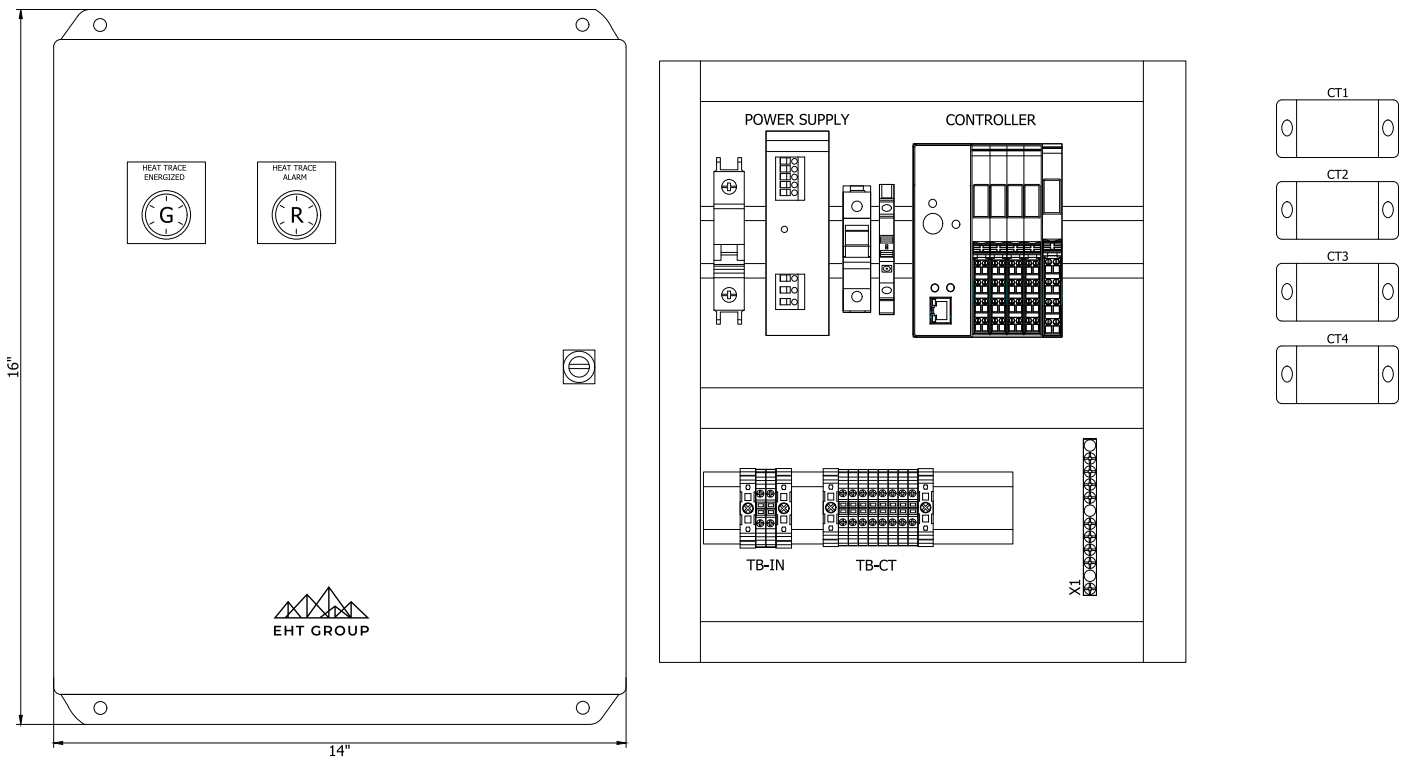 HEAT TRACE
ENERGIZED
G
HEAT TRACE
ALARM
R
16"
EHT GROUP
14"
POWER SUPPLY
CONTROLLER
TB-IN
TB-CT
X1
CT1
CT2
CT3
CT4